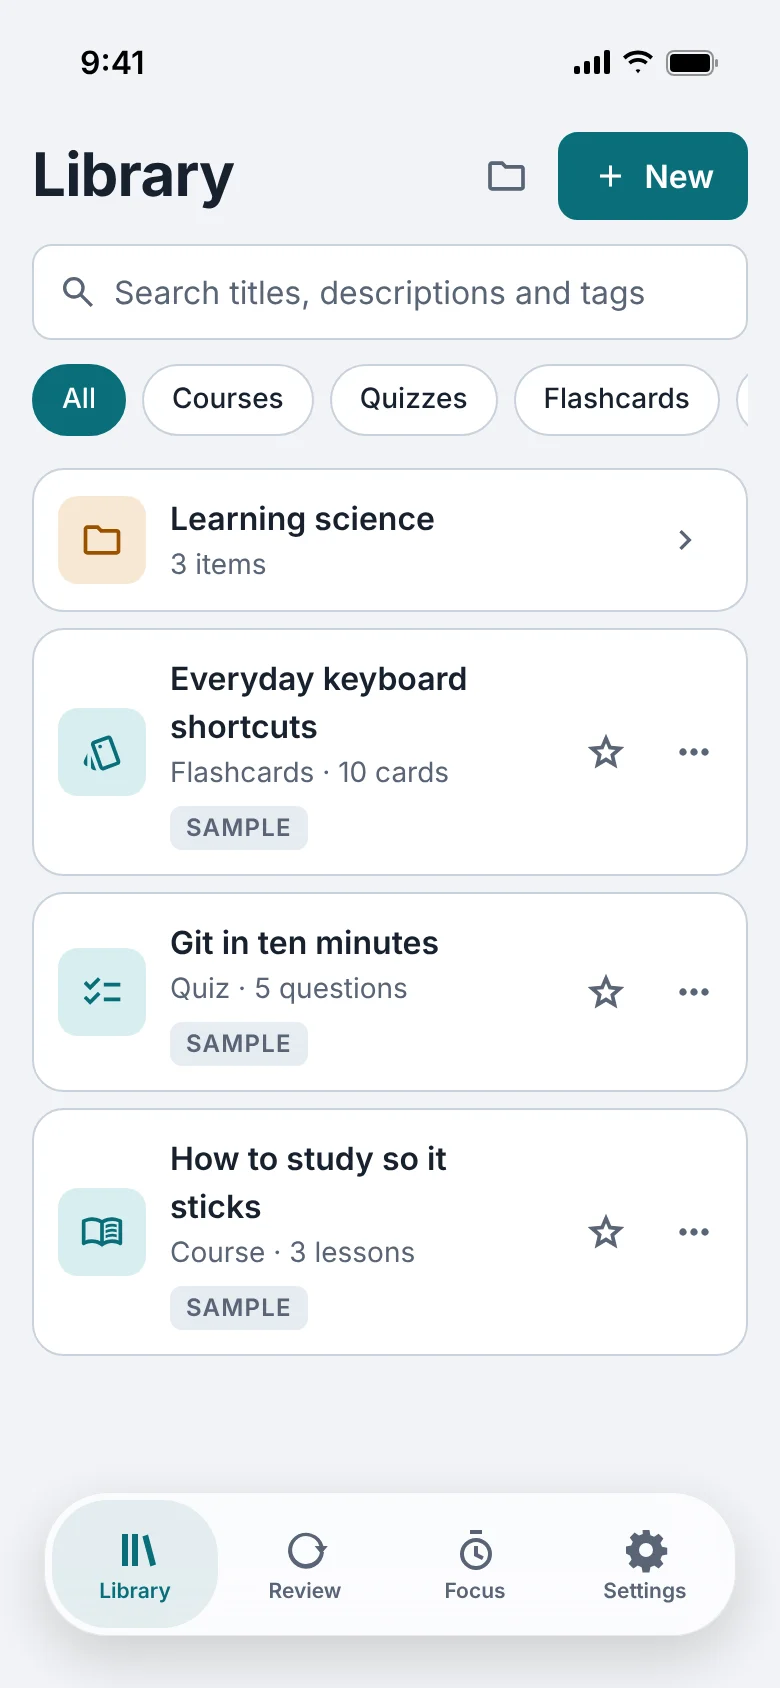 9:41
Library
New
Search titles, descriptions and tags
All
Courses
Quizzes
Flashcards
Learning science
3 items
Everyday keyboard
shortcuts
Flashcards · 10 cards
SAMPLE
Git in ten minutes
Quiz · 5 questions
SAMPLE
How to study so it
sticks
Course · 3 lessons
SAMPLE
Library
Review
Focus
Settings